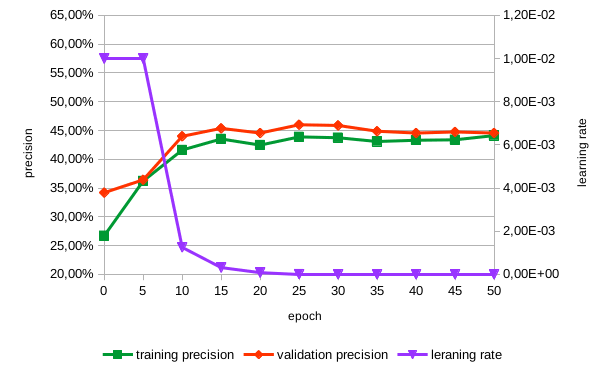 65,00%
60,00%
55,00%
50,00%
45,00%
40,00%
35,00%
30,00%
25,00%
20,00%
precision
1,20E-02
1,00E-02
8,00E-03
6,00E-03
4,00E-03
2,00E-03
0,00E+00
learning rate
0 5 10 15 20 25 30 35 40 45 50
epoch
training precision validation precision leraning rate